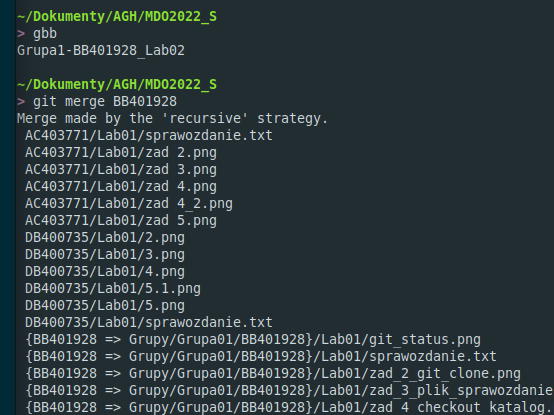 ~/Dokumenty/AGH/MDO2022_S
> gbb
Grupa1-BB401928_Lab02
~/Dokumenty/AGH/MDO2022_S
> git merge BB401928
Merge made by the 'recursive' strategy.
AC403771/Lab01/sprawozdanie.txt
AC403771/Lab01/zad 2.png
AC403771/Lab01/zad 3.png
AC403771/Lab01/zad 4.png
AC403771/Lab01/zad 4_2.png
AC403771/Lab01/zad 5.png
DB400735/Lab01/2.png
DB400735/Lab01/3.png
DB400735/Lab01/4.png
DB400735/Lab01/5.1.png
DB400735/Lab01/5.png
DB400735/Lab01/sprawozdanie.txt
{BB401928 => Grupy/Grupa01/BB401928}/Lab01/git_status.png
{BB401928 => Grupy/Grupa01/BB401928}/Lab01/sprawozdanie.txt
{BB401928 => Grupy/Grupa01/BB401928}/Lab01/zad_2_git_clone.png
{BB401928 => Grupy/Grupa01/BB401928}/Lab01/zad_3_plik_sprawozdanie
{BB401928 => Grupy/Grupa01/BB401928}/Lab01/zad_4_checkout_katalog.